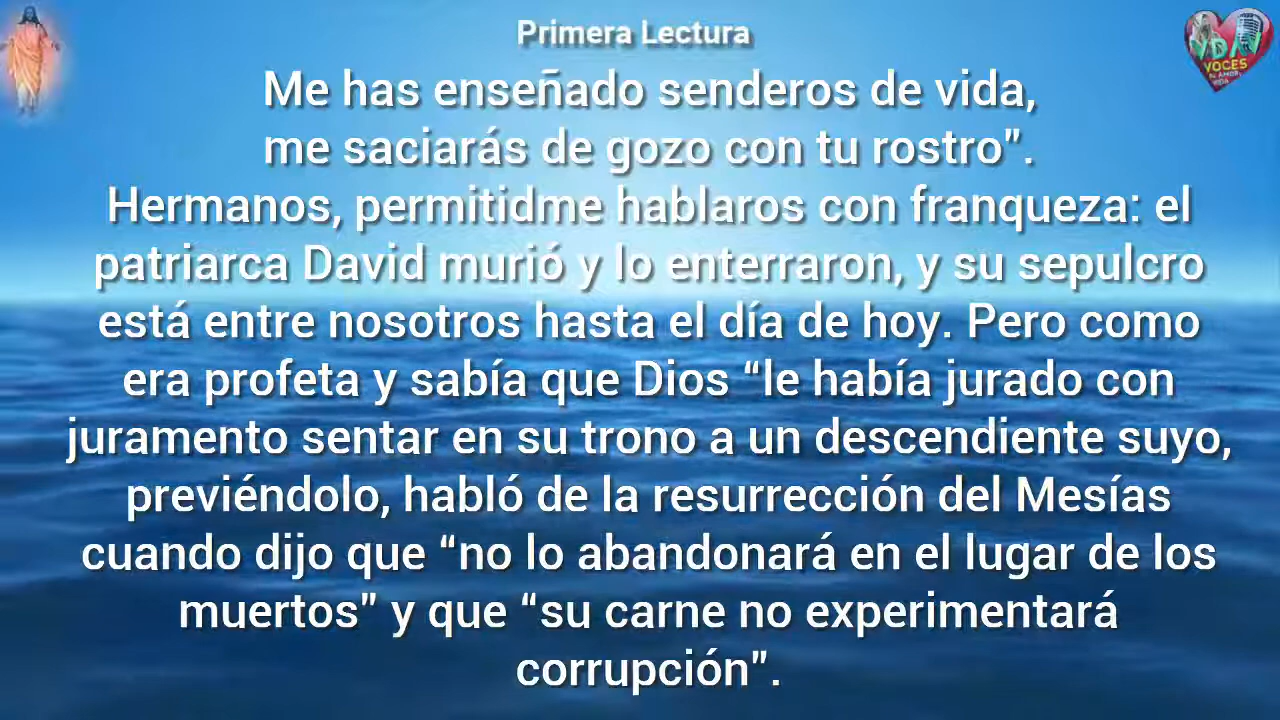 Primera Lectura
Me has enseñado senderos de vida,
me saciarás de gozo con tu rostro”.
Hermanos, permitidme hablaros con franqueza: el
patriarca David murió y lo enterraron, y su sepulcro
está entre nosotros hasta el día de hoy. Pero como
era profeta y sabía que Dios “le había jurado con
juramento sentar en su trono a un descendiente suyo,
previéndolo, habló de la resurrección del Mesías
cuando dijo que “no lo abandonará en el lugar de los
muertos” y que “su carne no experimentará
corrupción”.
VOCES